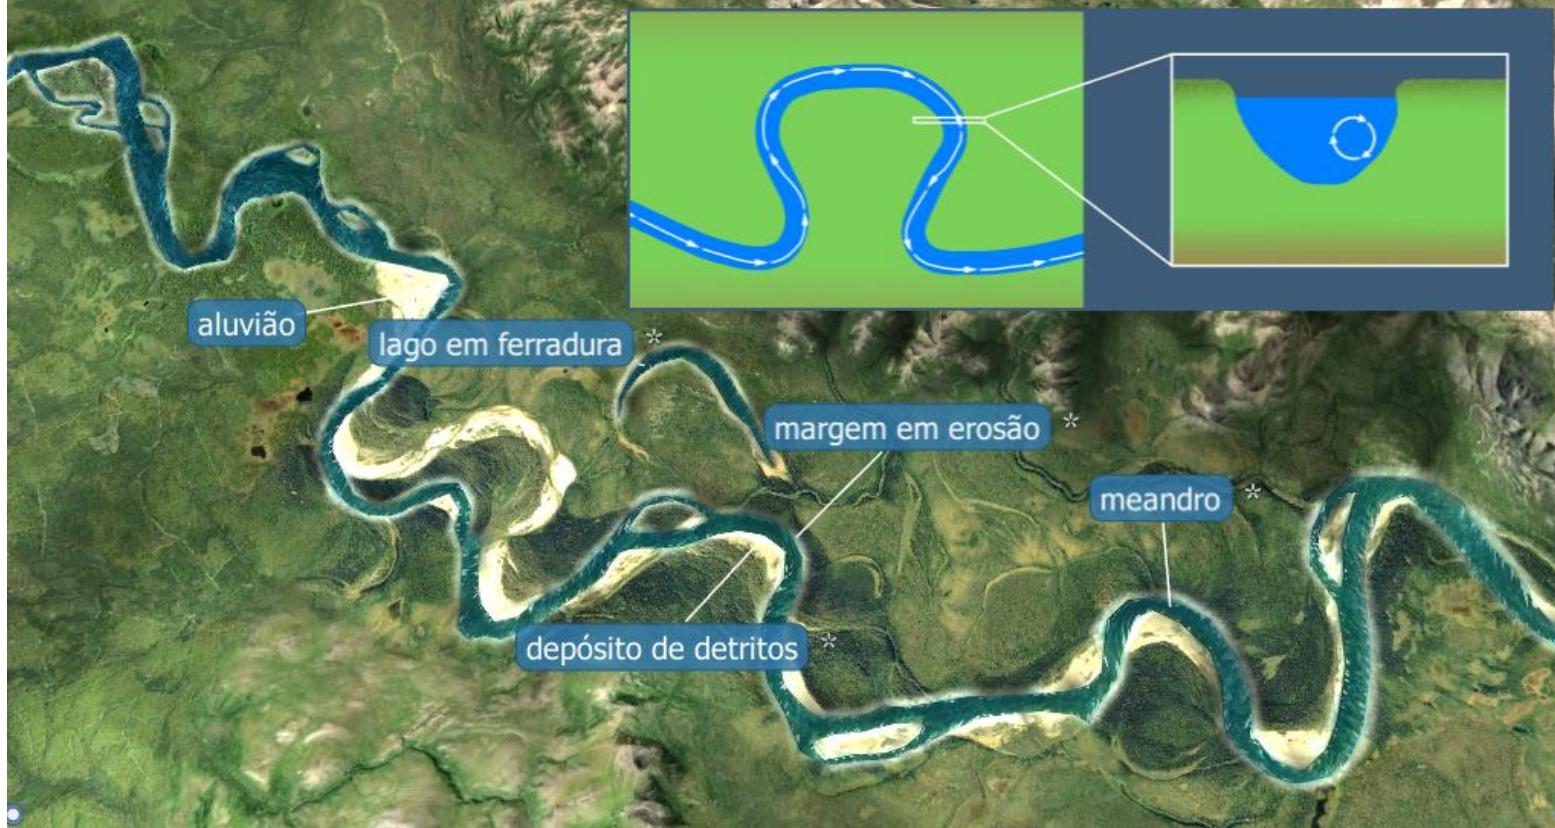 aluvião
lago em ferradura
margem em erosão
meandro
depósito de detritos